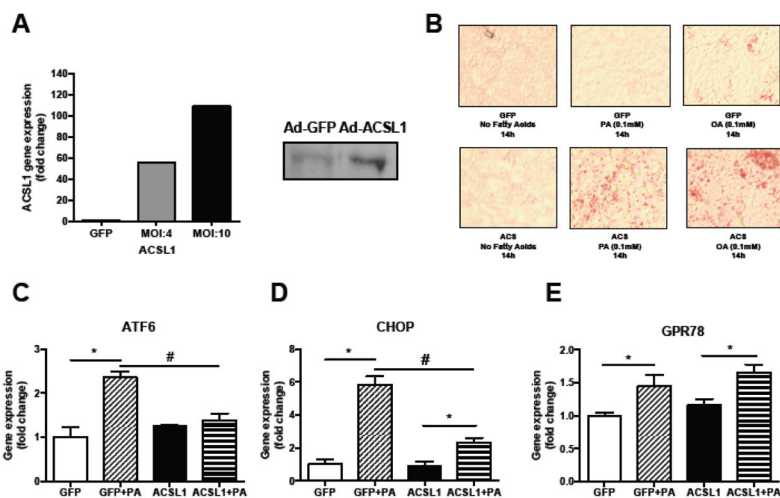 A
ACSL1 gene expression
(fold change)
140
120
100
80
60
40
20
0
GFP
MOI:4
MOI:10
ACSL1
Ad-GFP Ad-ACSL1
B
GFP
No Fatty Acids
14h
GFP
PA (0.1mM)
14h
GFP
OA (0.1mM)
14h
ACS
No Fatty Acids
14h
ACS
PA (0.1mM)
14h
ACS
OA (0.1mM)
14h
C
ATF6
Gene expression
(fold change)
3
2
1
0
*
#
GFP
GFP+PA
ACSL1
ACSL1+PA
D
CHOP
Gene expression
(fold change)
8
6
4
2
0
*
#
*
GFP
GFP+PA
ACSL1
ACSL1+PA
E
GPR78
Gene expression
(fold change)
2.0
1.5
1.0
0.5
0.0
*
*
GFP
GFP+PA
ACSL1
ACSL1+PA